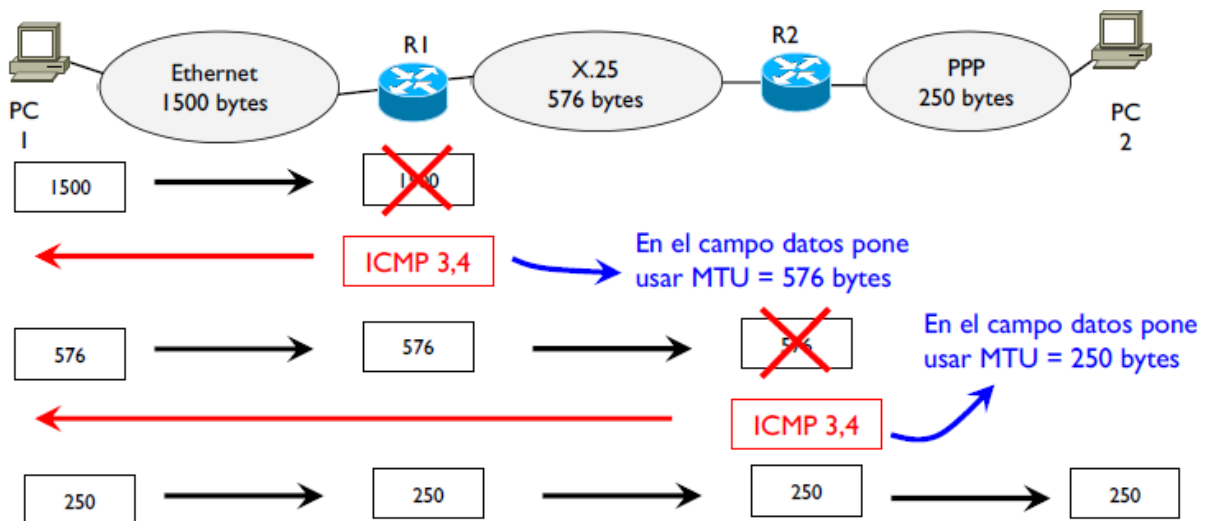 R1
R2
Ethernet
1500 bytes
X.25
576 bytes
PPP
250 bytes
PC
1
PC
2
1500
1500
ICMP 3,4
En el campo datos pone
usar MTU = 576 bytes
576
576
576
En el campo datos pone
usar MTU = 250 bytes
ICMP 3,4
250
250
250
250